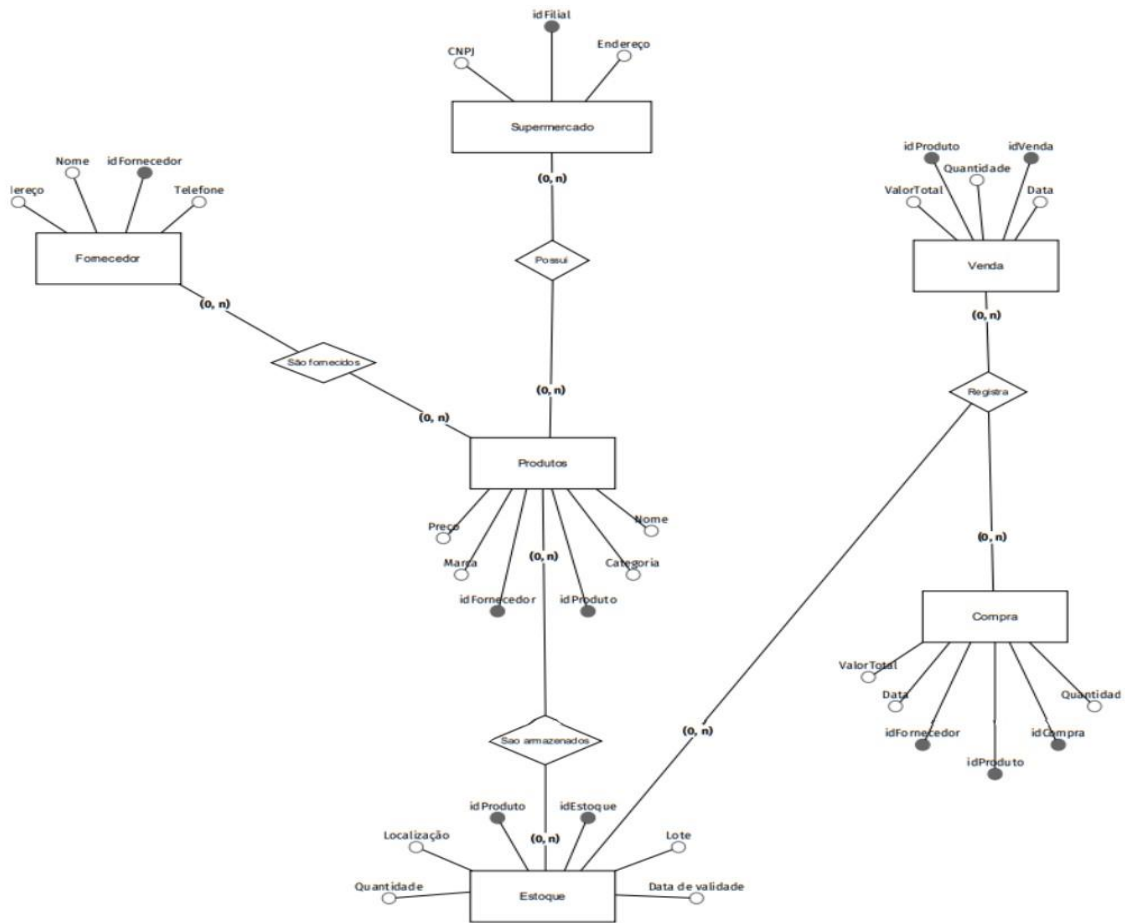 idFilial
CNPJ
Endereço
Supermercado
(0, n)
Nome
idFornecedor
Telefone
Fornecedor
(0, n)
São fornecidos
(0, n)
Possui
(0, n)
idProduto
idVenda
Quantidade
ValorTotal
Data
Venda
(0, n)
Registra
(0, n)
Produtos
Preço
Nome
(0, n)
Marca
Categoria
idFornecedor
idProduto
Compra
ValorTotal
Data
Quantidad
idFornecedor
idCompra
idProduto
(0, n)
Sao armazenados
idProduto
idEstoque
Localização
(0, n)
Lote
Quantidade
Data de validade
Estoque